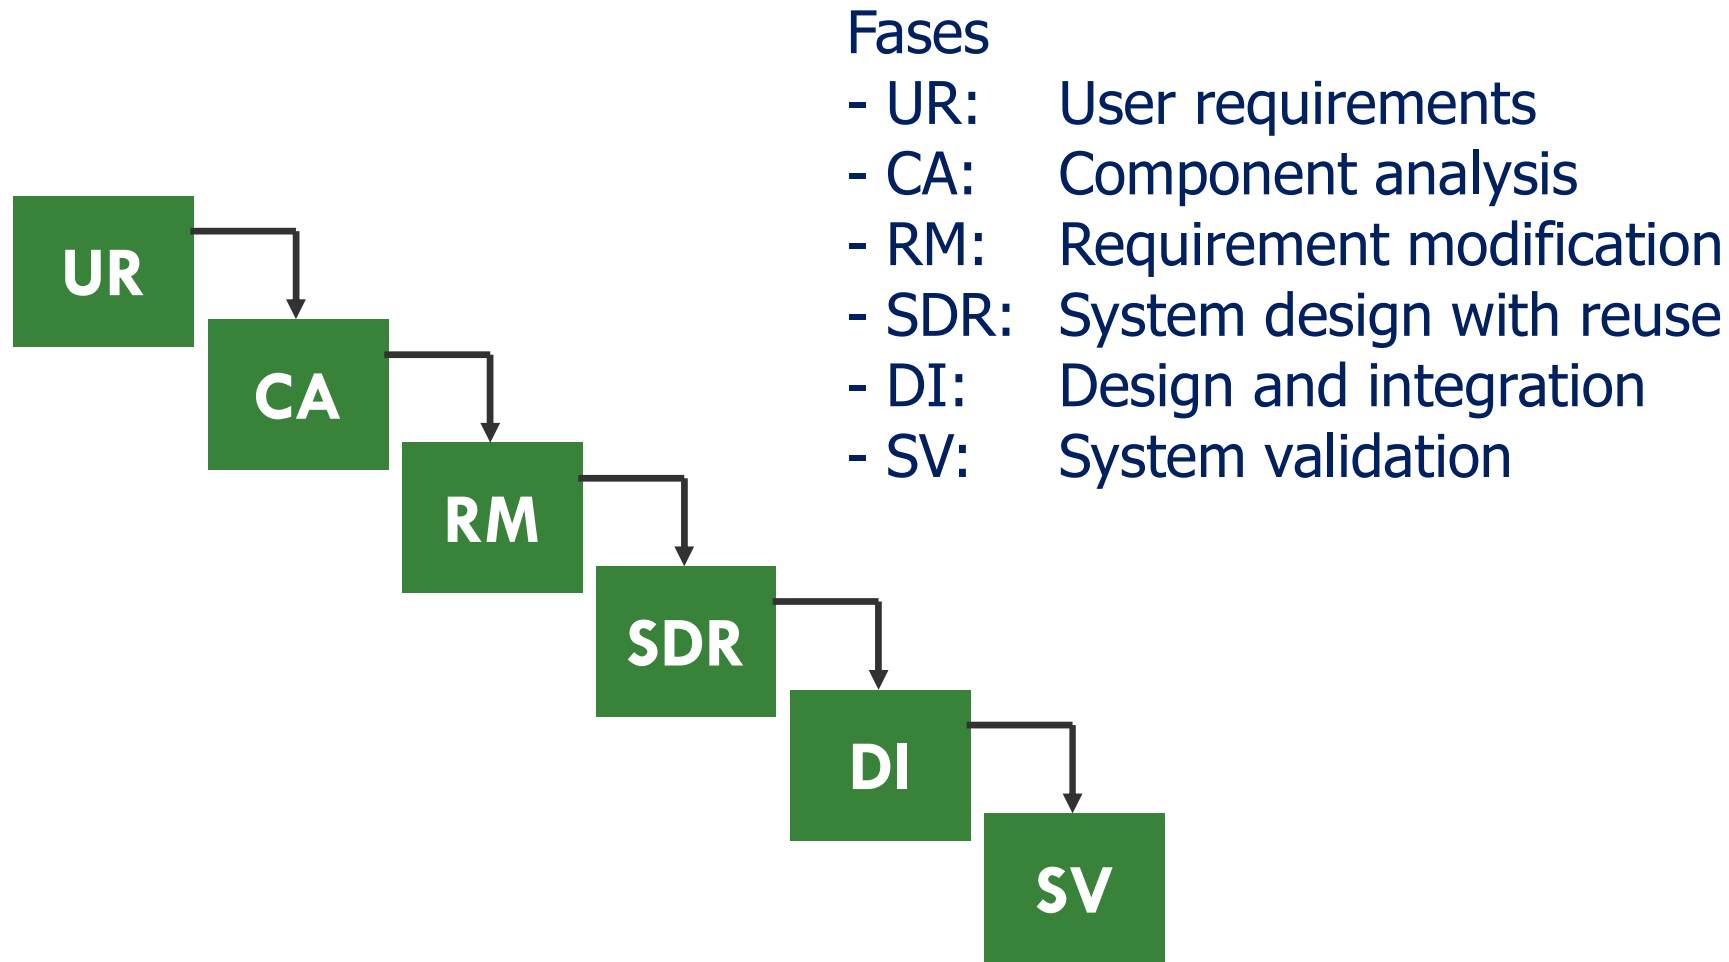 Fases
- UR: User requirements
- CA: Component analysis
- RM: Requirement modification
- SDR: System design with reuse
- DI: Design and integration
- SV: System validation
UR
CA
RM
SDR
DI
SV